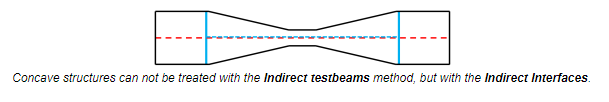 Concave structures can not be treated with the Indirect testbeams method, but with the Indirect Interfaces.